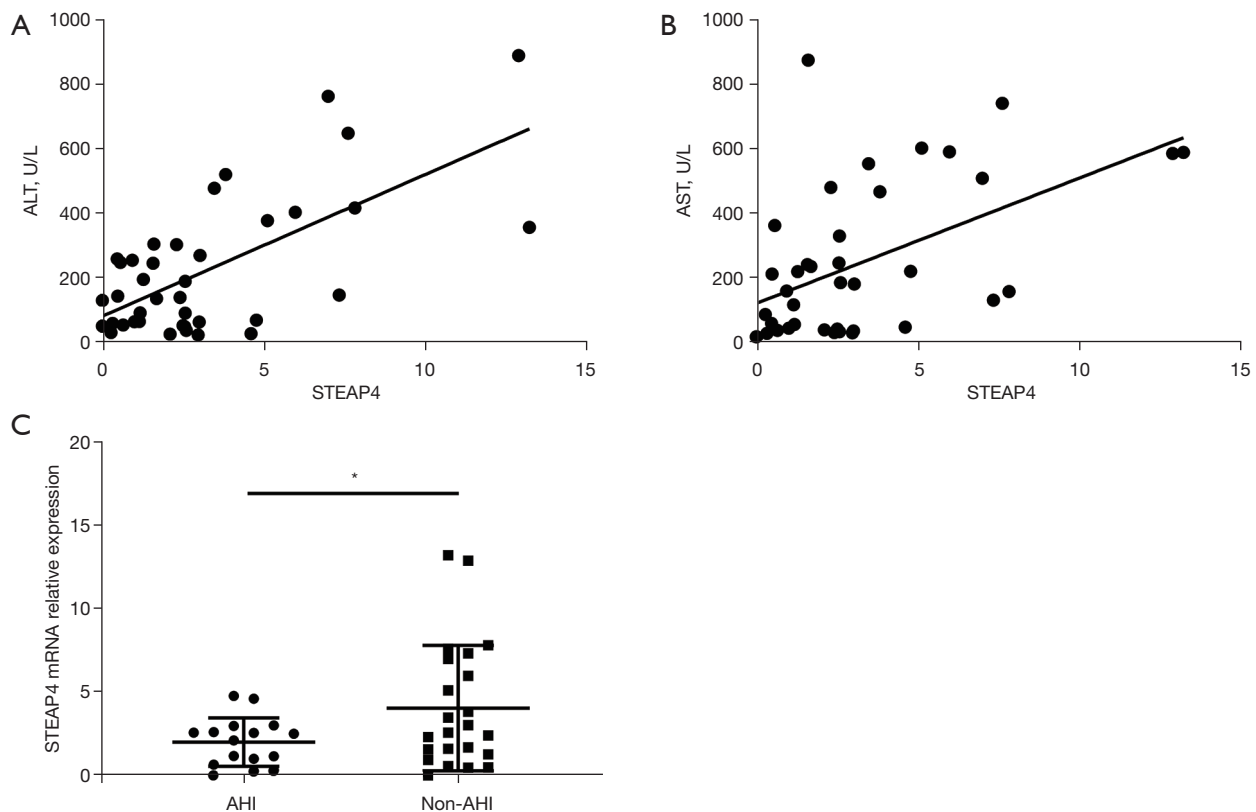 A
1000
800
600
400
200
0
ALT, U/L
0
5
10
15
STEAP4
B
1000
800
600
400
200
0
AST, U/L
0
5
10
15
STEAP4
C
20
15
10
5
0
STEAP4 mRNA relative expression
*
AHI
Non-AHI